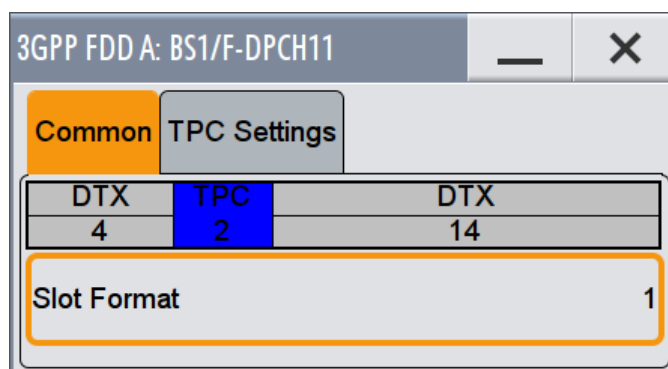 3GPP FDD A: BS1/F-DPCH11
Common TPC Settings
DTX TPC DTX
4 2 14
Slot Format 1